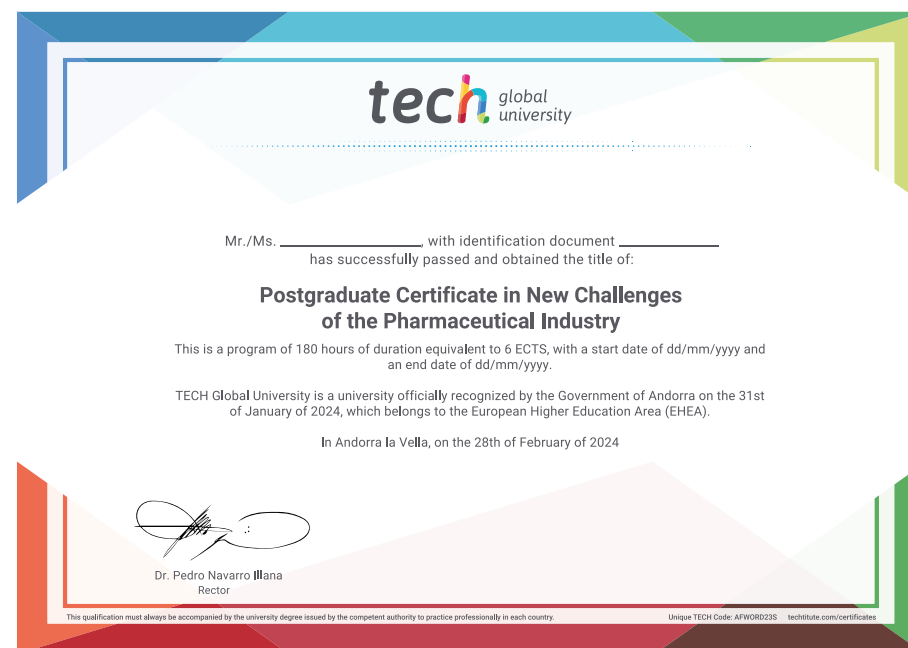 tech global university
Mr./Ms. ____________, with identification document ____________
has successfully passed and obtained the title of:
Postgraduate Certificate in New Challenges
of the Pharmaceutical Industry
This is a program of 180 hours of duration equivalent to 6 ECTS, with a start date of dd/mm/yyyy and
an end date of dd/mm/yyyy.
TECH Global University is a university officially recognized by the Government of Andorra on the 31st
of January of 2024, which belongs to the European Higher Education Area (EHEA).
In Andorra la Vella, on the 28th of February of 2024
Dr. Pedro Navarro Illana
Rector
This qualification must always be accompanied by the university degree issued by the competent authority to practice professionally in each country.
Unique TECH Code: AFWORD23S techtitute.com/certificates